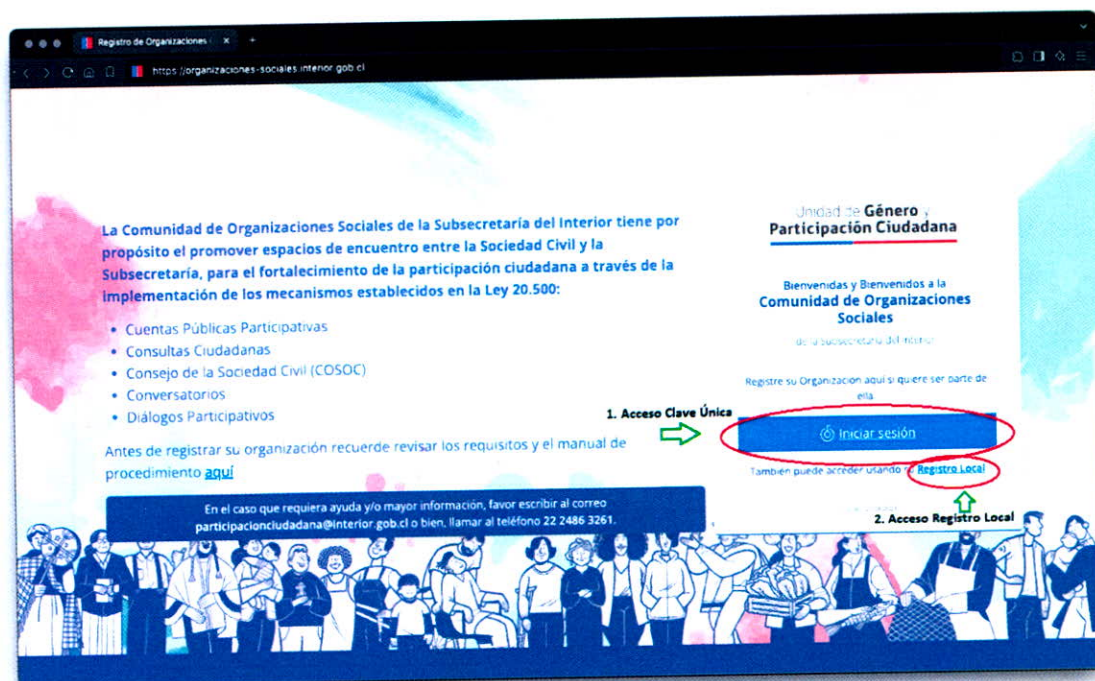 Registro de Organizaciones
https://organizaciones-sociales.interior.gob.cl
La Comunidad de Organizaciones Sociales de la Subsecretaría del Interior tiene por
propósito el promover espacios de encuentro entre la Sociedad Civil y la
Subsecretaría, para el fortalecimiento de la participación ciudadana a través de la
implementación de los mecanismos establecidos en la Ley 20.500:
• Cuentas Públicas Participativas
• Consultas Ciudadanas
• Consejo de la Sociedad Civil (COSOC)
• Conversatorios
• Diálogos Participativos
Antes de registrar su organización recuerde revisar los requisitos y el manual de
procedimiento aquí
En el caso que requiera ayuda y/o mayor información, favor escribir al correo
participacionciudadana@interior.gob.cl o bien, llamar al teléfono 22 2486 3261.
Unidad de Género y
Participación Ciudadana
Bienvenidas y Bienvenidos a la
Comunidad de Organizaciones
Sociales
de la Subsecretaría del Interior
Registre su Organización aquí si quiere ser parte de
ella.
1. Acceso Clave Única
Iniciar sesión
También puede acceder usando su Registro Local
2. Acceso Registro Local